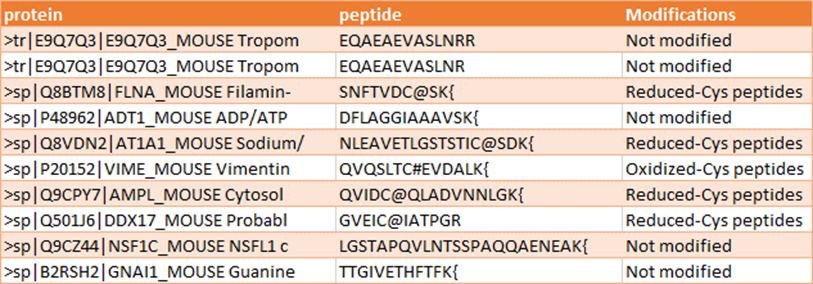 protein peptide Modifications
>tr|E9Q7Q3|E9Q7Q3_MOUSE Tropom EQAEAEVASLNRR Not modified
>tr|E9Q7Q3|E9Q7Q3_MOUSE Tropom EQAEAEVASLNRR Not modified
>sp|Q8BTM8|FLNA_MOUSE Filamin- SNFTVDC@SK{ Reduced-Cys peptides
>sp|P48962|ADT1_MOUSE ADP/ATP DFLAGGIAAAVSK{ Not modified
>sp|Q8VDN2|AT1A1_MOUSE Sodium/ NLEAVETLGSTSTIC@SDK{ Reduced-Cys peptides
>sp|P20152|VIME_MOUSE Vimentin QVQSLTC#EVDALK{ Oxidized-Cys peptides
>sp|Q9CPY7|AMPL_MOUSE Cytosol QVIDC@QLADVNNLGK{ Reduced-Cys peptides
>sp|Q501J6|DDX17_MOUSE Probabl GVEIC@IATPGR Reduced-Cys peptides
>sp|Q9CZ44|NSF1C_MOUSE NSFL1 c LGSTAPQVLNTSSPAQQAENEAK{ Not modified
>sp|B2RSH2|GNAI1_MOUSE Guanine TTGIVETHFTFK{ Not modified